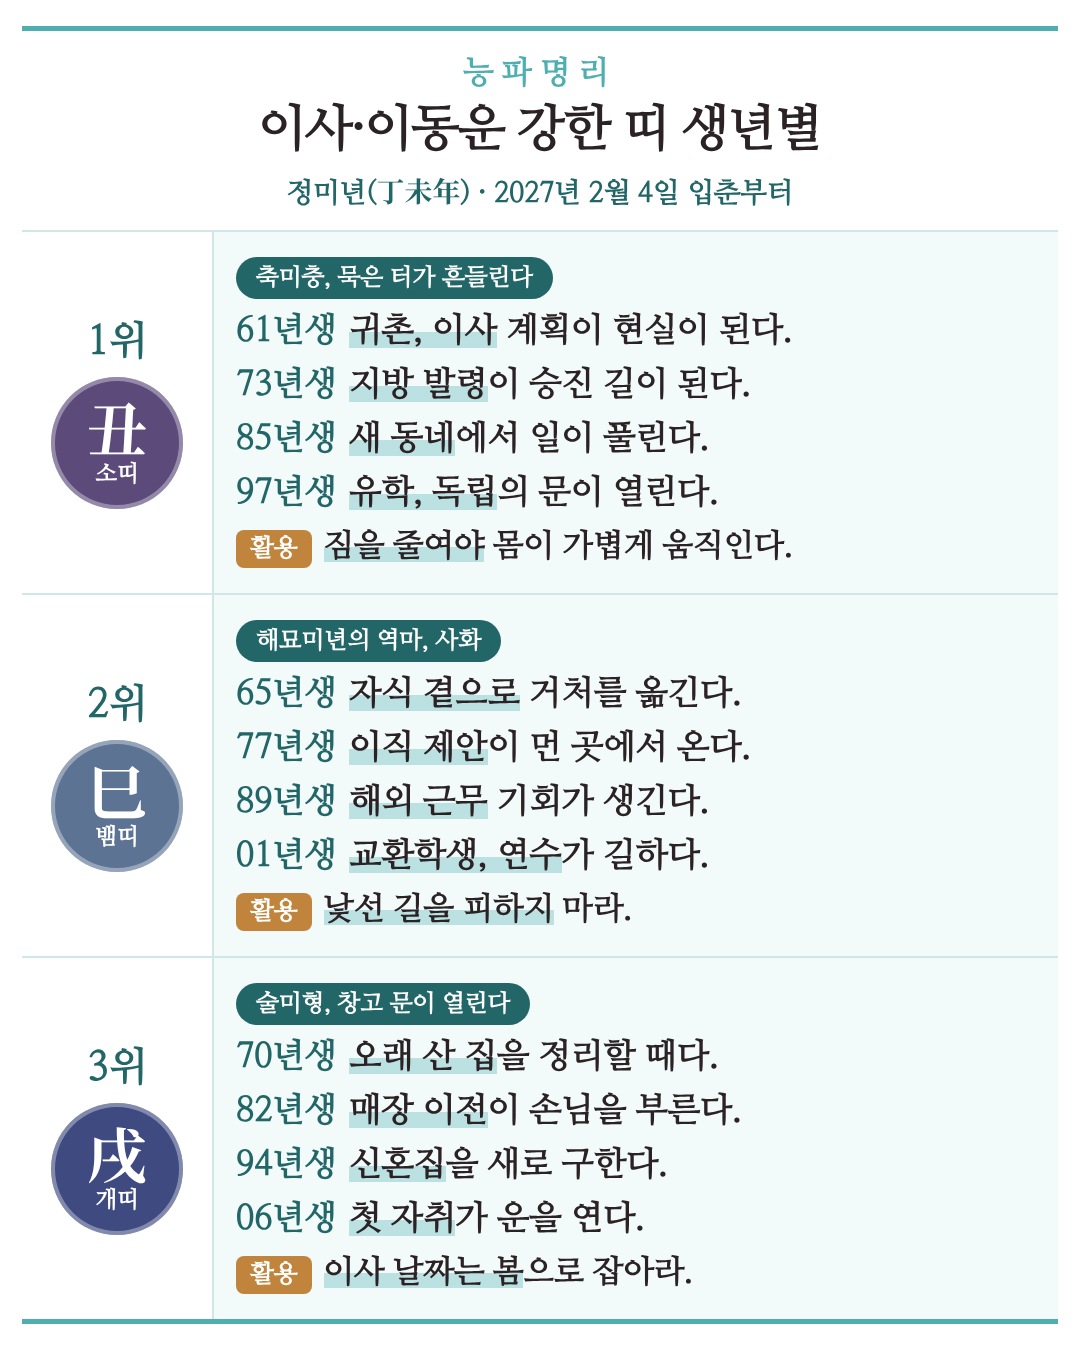 능파명리
이사·이동운 강한 띠 생년별
정미년(丁未年) · 2027년 2월 4일 입춘부터
1위
丑
소띠
축미충, 묵은 터가 흔들린다
61년생 귀촌, 이사 계획이 현실이 된다.
73년생 지방 발령이 승진 길이 된다.
85년생 새 동네에서 일이 풀린다.
97년생 유학, 독립의 문이 열린다.
활용 짐을 줄여야 몸이 가볍게 움직인다.
2위
巳
뱀띠
해묘미년의 역마, 사화
65년생 자식 곁으로 거처를 옮긴다.
77년생 이직 제안이 먼 곳에서 온다.
89년생 해외 근무 기회가 생긴다.
01년생 교환학생, 연수가 길하다.
활용 낯선 길을 피하지 마라.
3위
戌
개띠
술미형, 창고 문이 열린다
70년생 오래 산 집을 정리할 때다.
82년생 매장 이전이 손님을 부른다.
94년생 신혼집을 새로 구한다.
06년생 첫 자취가 운을 연다.
활용 이사 날짜는 봄으로 잡아라.